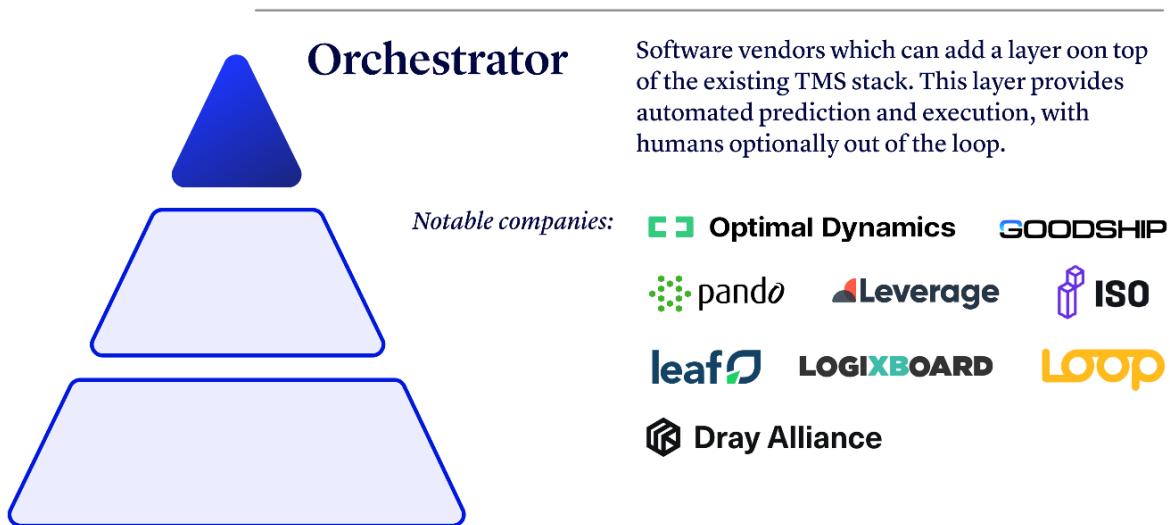 Orchestrator
Software vendors which can add a layer oon top
of the existing TMS stack. This layer provides
automated prediction and execution, with
humans optionally out of the loop.
Notable companies:
Optimal Dynamics
GOODSHIP
pando
Leverage
ISO
leaf
LOGIXBOARD
Loop
Dray Alliance